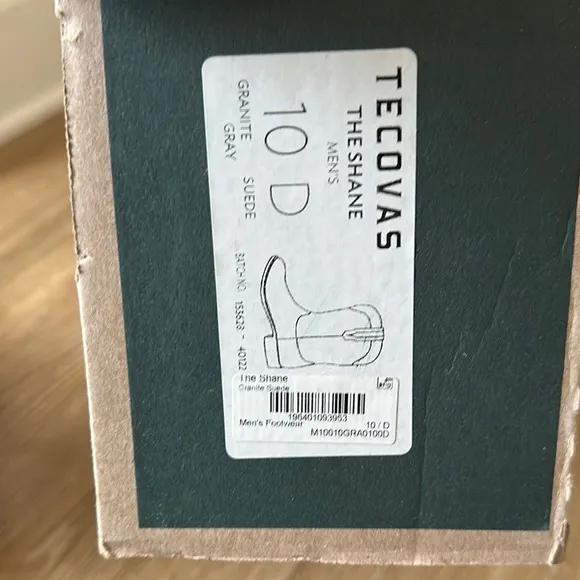 TECOVAS
THE SHANE
MEN'S
10 D
GRANITE SUEDE
GRAY
BATCH NO. 153628 - 40122
The Shane
Granite Suede
196401093953
Men's Footwear 10 / D
M10010GRA0100D